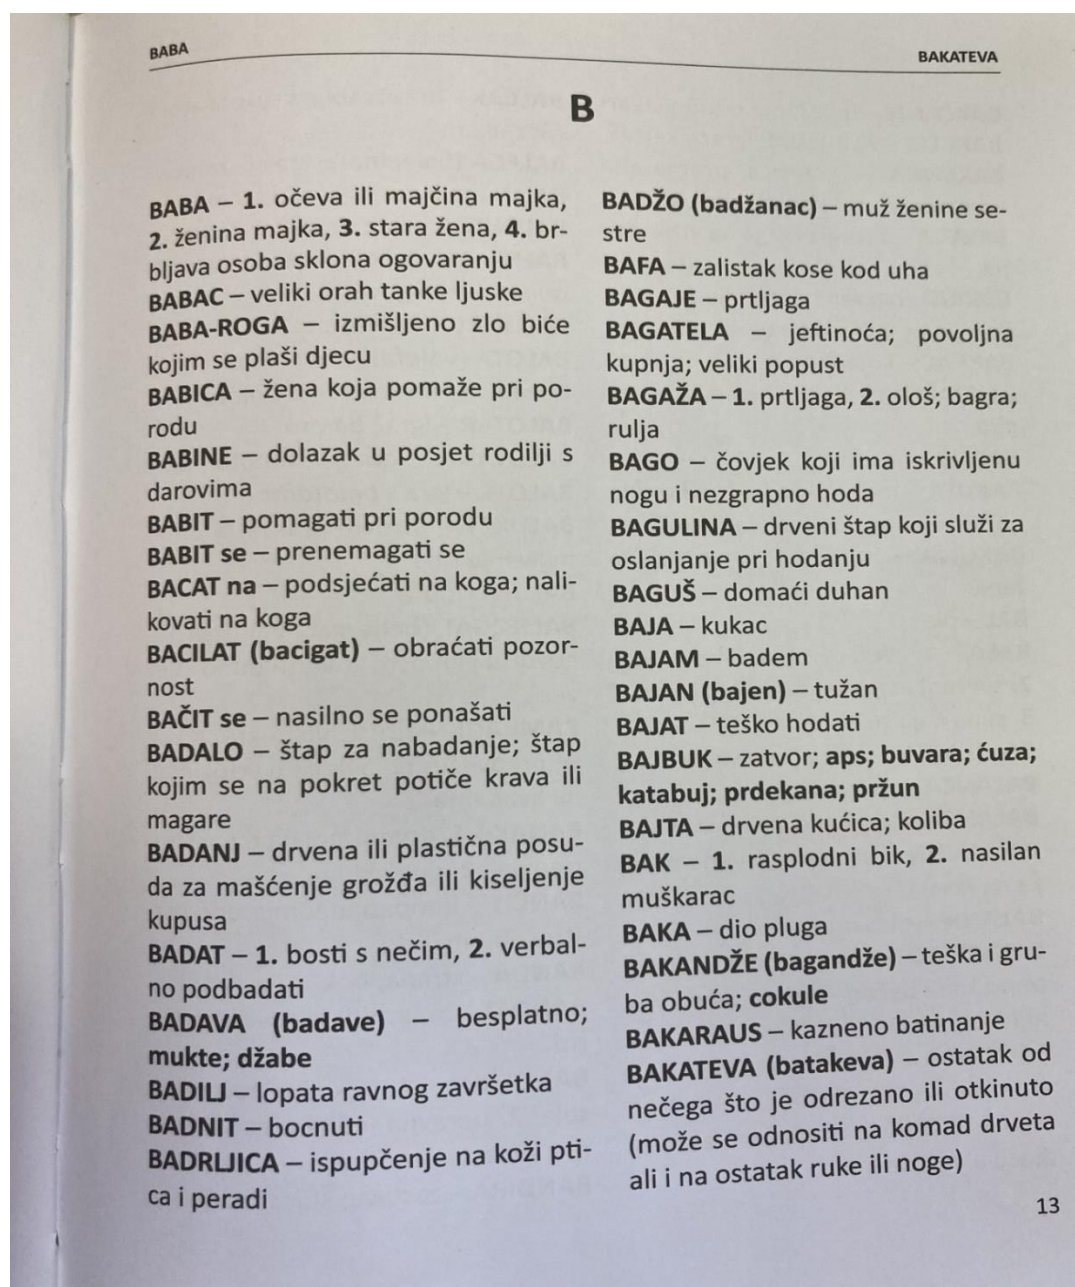 BABA
BAKATEVA
B
BABA – 1. očeva ili majčina majka,
2. ženina majka, 3. stara žena, 4. br-
bljava osoba sklona ogovaranju
BABAC – veliki orah tanke ljuske
BABA-ROGA – izmišljeno zlo biće
kojim se plaši djecu
BABICA – žena koja pomaže pri po-
rodu
BABINE – dolazak u posjet rodilji s
darovima
BABIT – pomagati pri porodu
BABIT se – prenemagati se
BACAT na – podsjećati na koga; nali-
kovati na koga
BACILAT (bacigat) – obraćati pozor-
nost
BAČIT se – nasilno se ponašati
BADALO – štap za nabadanje; štap
kojim se na pokret potiče krava ili
magare
BADANJ – drvena ili plastična posu-
da za mašćenje grožđa ili kiseljenje
kupusa
BADAT – 1. bosti s nečim, 2. verbal-
no podbadati
BADAVA (badave) – besplatno;
mukte; džabe
BADILJ – lopata ravnog završetka
BADNIT – bocnuti
BADRLJICA – ispupčenje na koži pti-
ca i peradi
BADŽO (badžanac) – muž ženine se-
stre
BAFA – zalistak kose kod uha
BAGAJE – prtljaga
BAGATELA – jeftinoća; povoljna
kupnja; veliki popust
BAGAŽA – 1. prtljaga, 2. ološ; bagra;
rulja
BAGO – čovjek koji ima iskrivljenu
nogu i nezgrapno hoda
BAGULINA – drveni štap koji služi za
oslanjanje pri hodanju
BAGUŠ – domaći duhan
BAJA – kukac
BAJAM – badem
BAJAN (bajen) – tužan
BAJAT – teško hodati
BAJBUK – zatvor; aps; buvara; ćuza;
katabuj; prdekana; pržun
BAJTA – drvena kućica; koliba
BAK – 1. rasplodni bik, 2. nasilan
muškarac
BAKA – dio pluga
BAKANDŽE (bagandže) – teška i gru-
ba obuća; cokule
BAKARAUS – kazneno batinanje
BAKATEVA (batakeva) – ostatak od
nečega što je odrezano ili otkinuto
(može se odnositi na komad drveta
ali i na ostatak ruke ili noge)
13